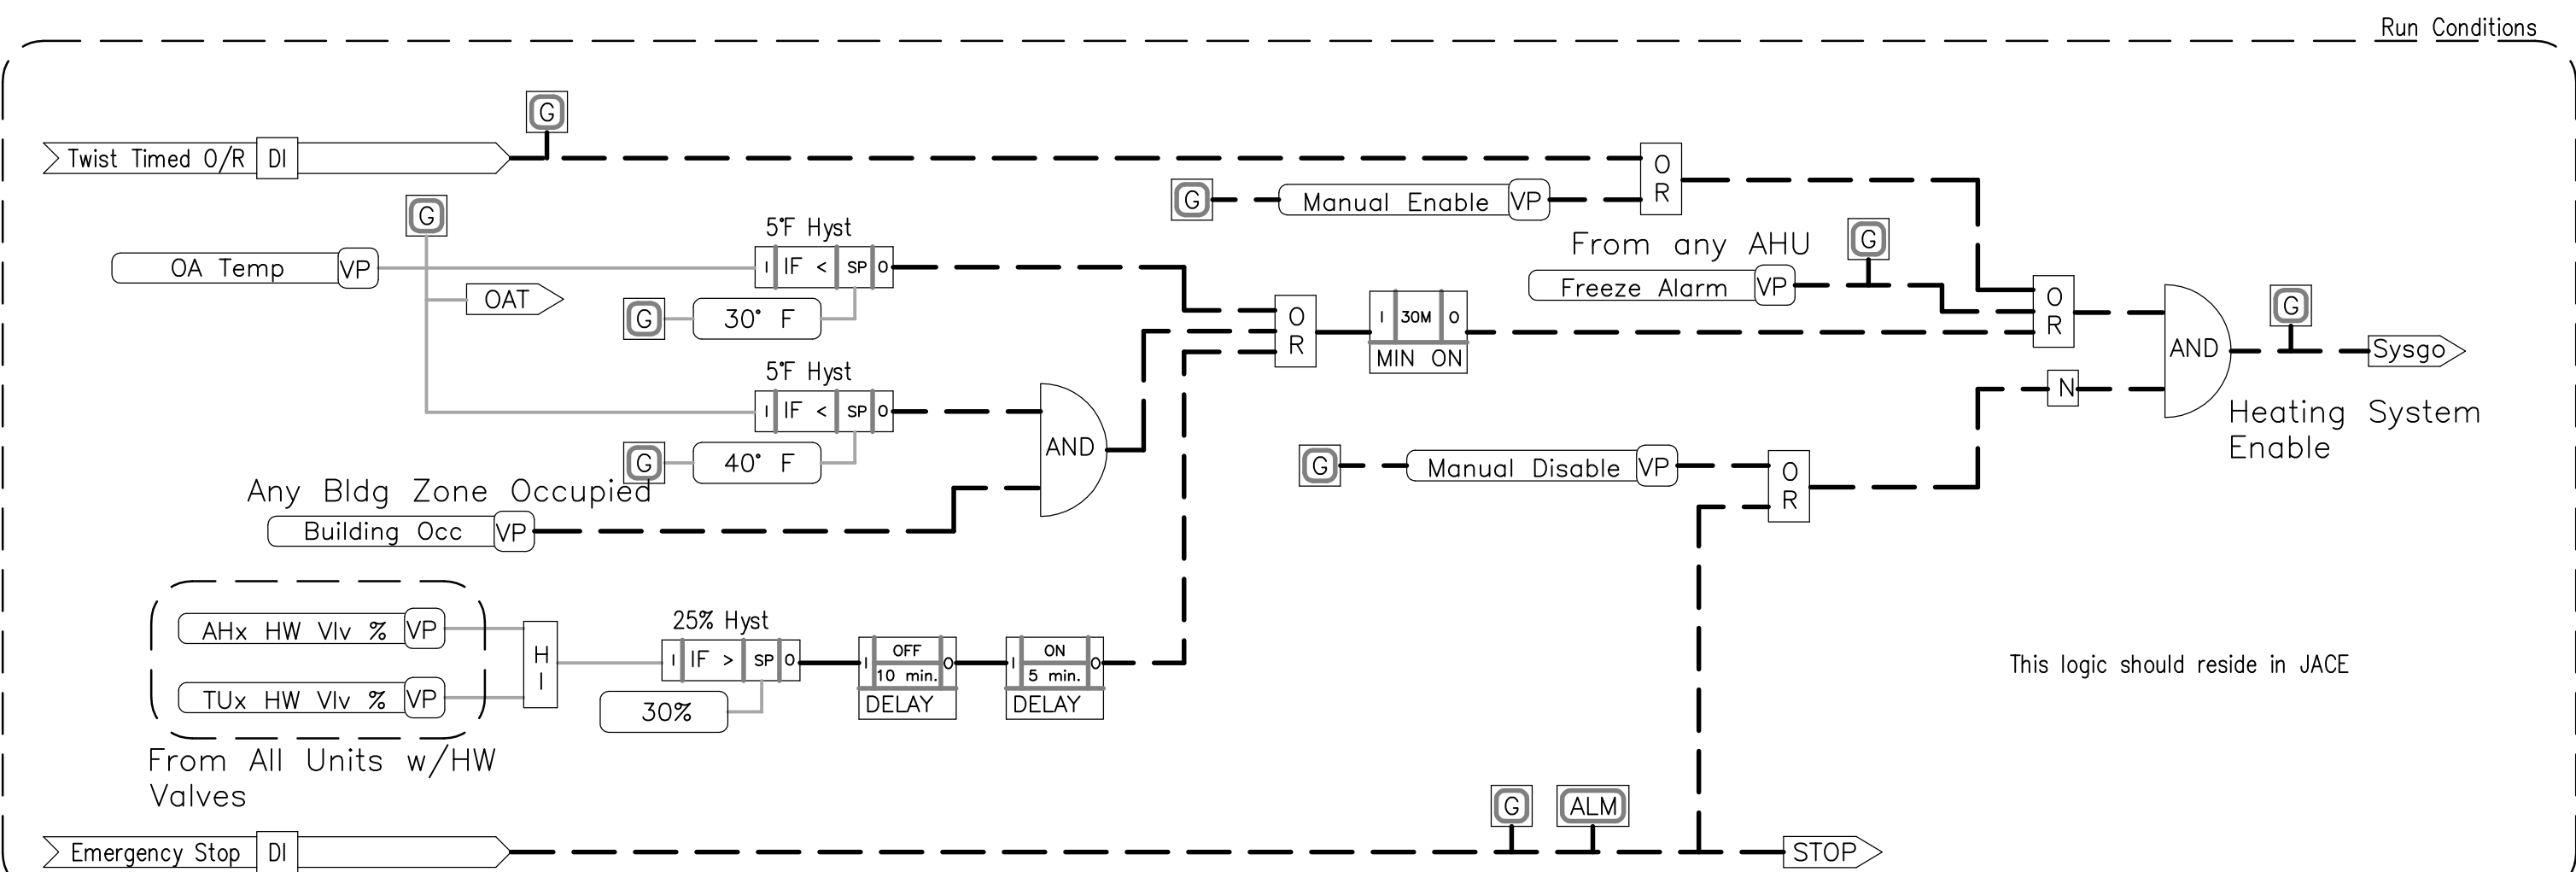 Run Conditions
G
Twist Timed O/R DI
O
R
G Manual Enable VP
G
5°F Hyst
From any AHU G
OA Temp VP
I IF < SP O
OAT
Freeze Alarm VP
G 30° F
O
R
I 30M O
MIN ON
O
R
G
AND
Sysgo
5°F Hyst
I IF < SP O
N
Heating System
Enable
AND
G 40° F
G Manual Disable VP
O
R
Any Bldg Zone Occupied
Building Occ VP
25% Hyst
AHx HW Vlv % VP
H
I
I IF > SP O
I OFF O
10 min.
DELAY
I ON O
5 min.
DELAY
This logic should reside in JACE
TUx HW Vlv % VP
30%
From All Units w/HW
Valves
G ALM
Emergency Stop DI
STOP